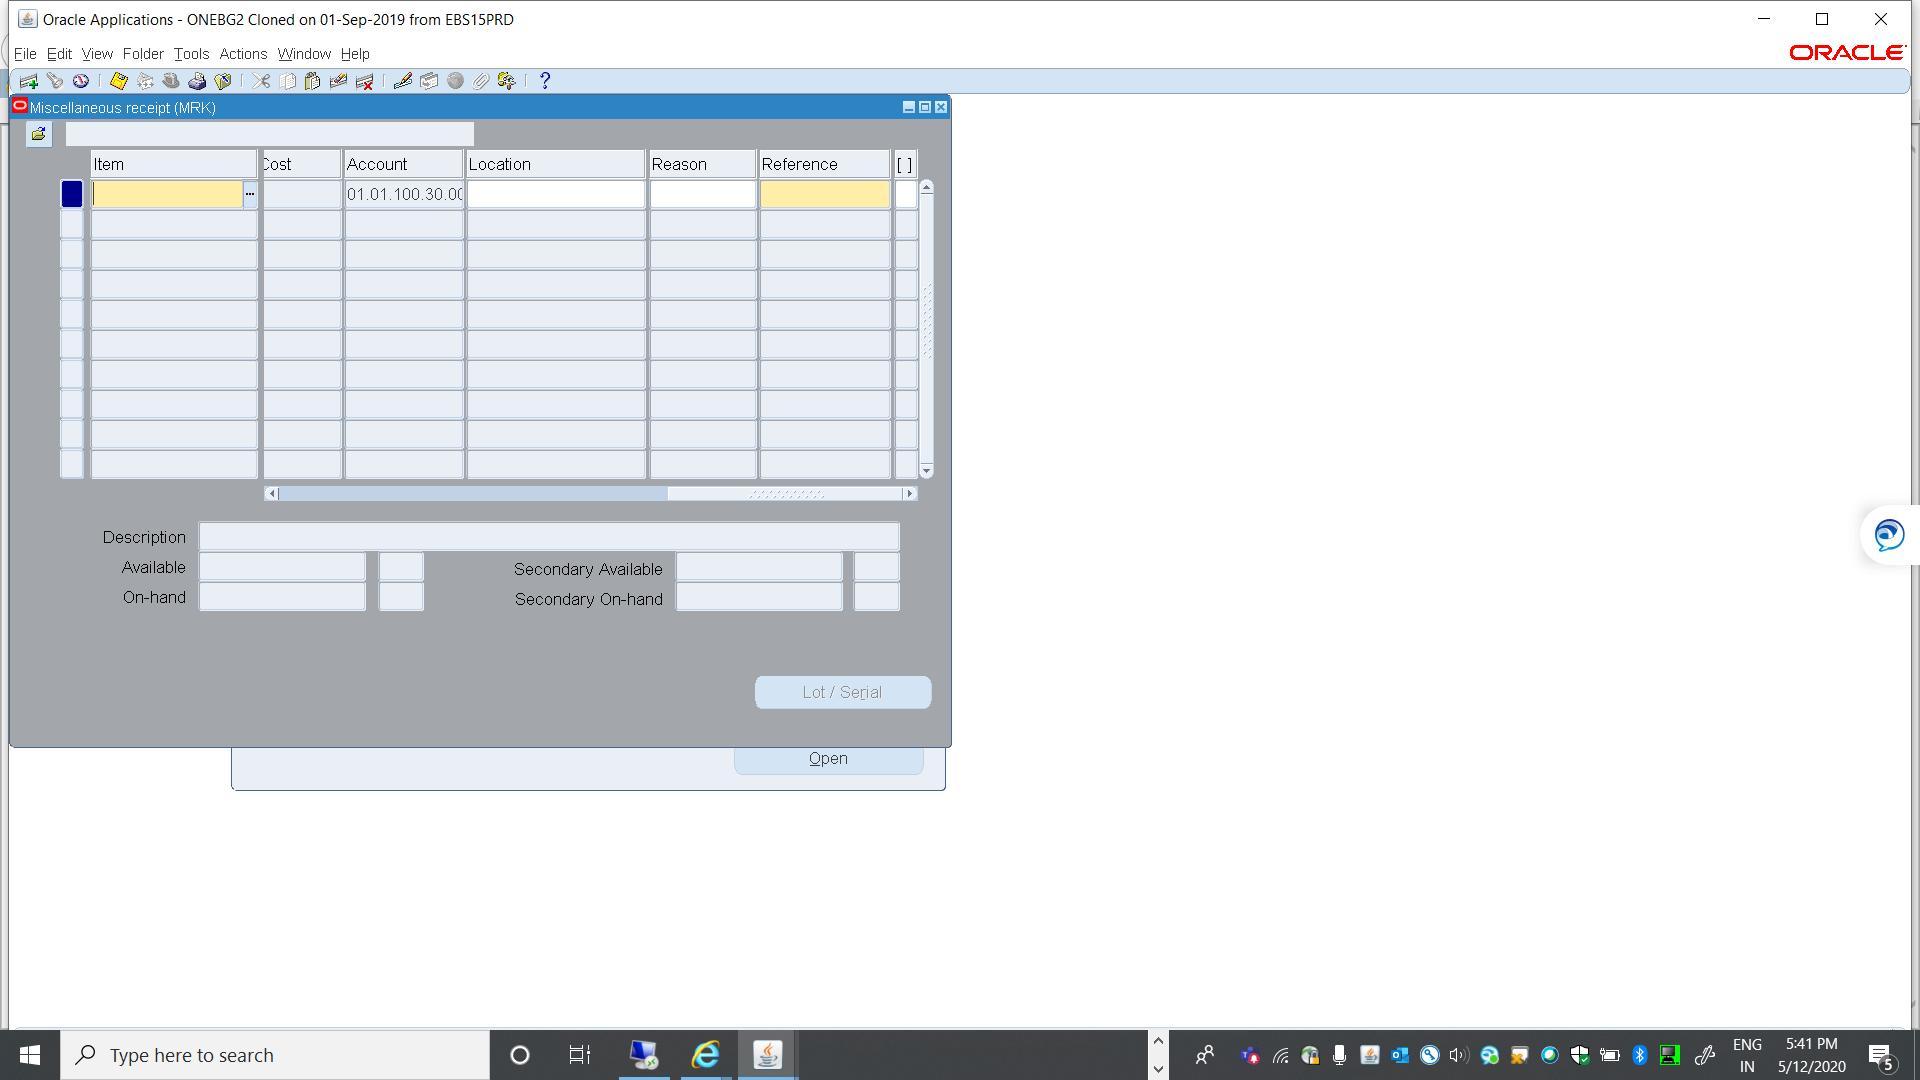 Oracle Applications - ONEBG2 Cloned on 01-Sep-2019 from EBS15PRD
File Edit View Folder Tools Actions Window Help
ORACLE
Miscellaneous receipt (MRK)
Item Cost Account Location Reason Reference [ ]
01.01.100.30.00
Description
Available Secondary Available
On-hand Secondary On-hand
Lot / Serial
Open
Type here to search
ENG
IN
5:41 PM
5/12/2020
5